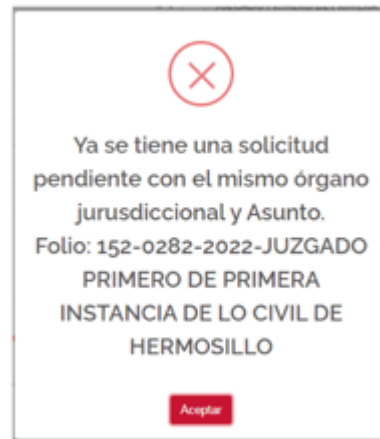 Ya se tiene una solicitud
pendiente con el mismo órgano
jurusdiccional y Asunto.
Folio: 152-0282-2022-JUZGADO
PRIMERO DE PRIMERA
INSTANCIA DE LO CIVIL DE
HERMOSILLO
Aceptar